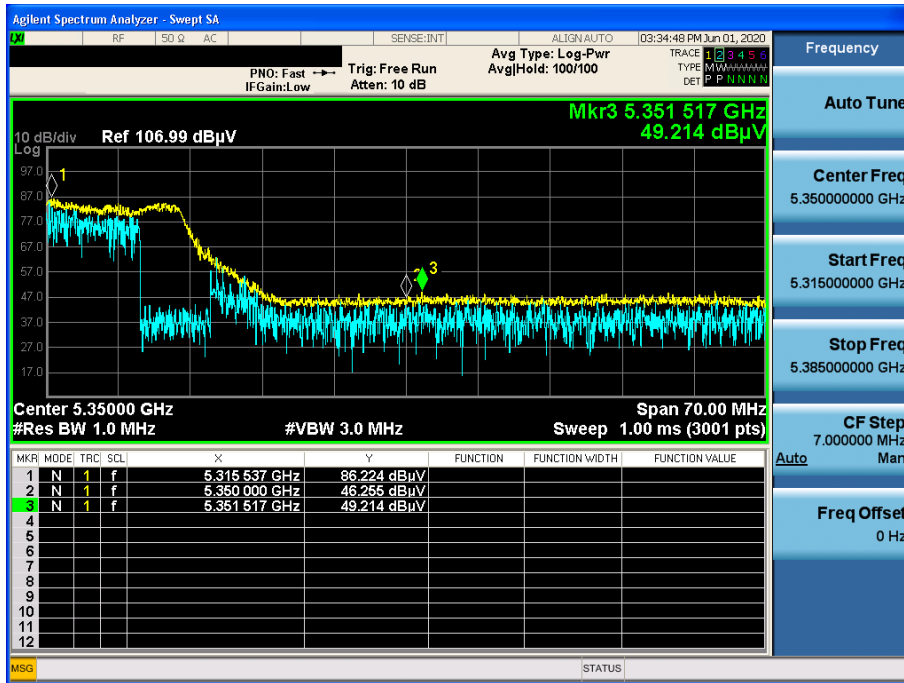 Agilent Spectrum Analyzer - Swept SA
LXI RF 50 Ω AC SENSE:INT ALIGN AUTO 03:34:48 PM Jun 01, 2020
PNO: Fast Trig: Free Run Avg Type: Log-Pwr TRACE 1 2 3 4 5 6
IFGain:Low Atten: 10 dB Avg|Hold: 100/100 TYPE M W W W W W
DET P P N N N N
Mkr3 5.351 517 GHz
49.214 dBµV
10 dB/div Ref 106.99 dBµV
Log
97.0
87.0
77.0
67.0
57.0
47.0
37.0
27.0
17.0
1
2
3
Center 5.35000 GHz Span 70.00 MHz
#Res BW 1.0 MHz #VBW 3.0 MHz Sweep 1.00 ms (3001 pts)
MKR MODE TRC SCL X Y FUNCTION FUNCTION WIDTH FUNCTION VALUE
1 N 1 f 5.315 537 GHz 86.224 dBµV
2 N 1 f 5.350 000 GHz 46.255 dBµV
3 N 1 f 5.351 517 GHz 49.214 dBµV
4
5
6
7
8
9
10
11
12
MSG STATUS
Frequency
Auto Tune
Center Freq
5.350000000 GHz
Start Freq
5.315000000 GHz
Stop Freq
5.385000000 GHz
CF Step
7.000000 MHz
Auto Man
Freq Offset
0 Hz